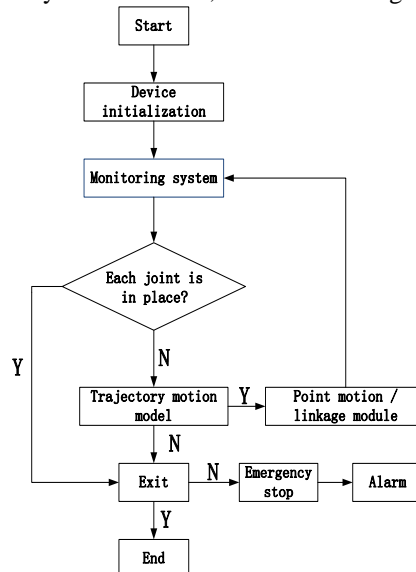 Start
Device
initialization
Monitoring system
Each joint is
in place?
Y
N
Trajectory motion
model
Y
Point motion /
linkage module
N
Exit
N
Emergency
stop
Alarm
Y
End